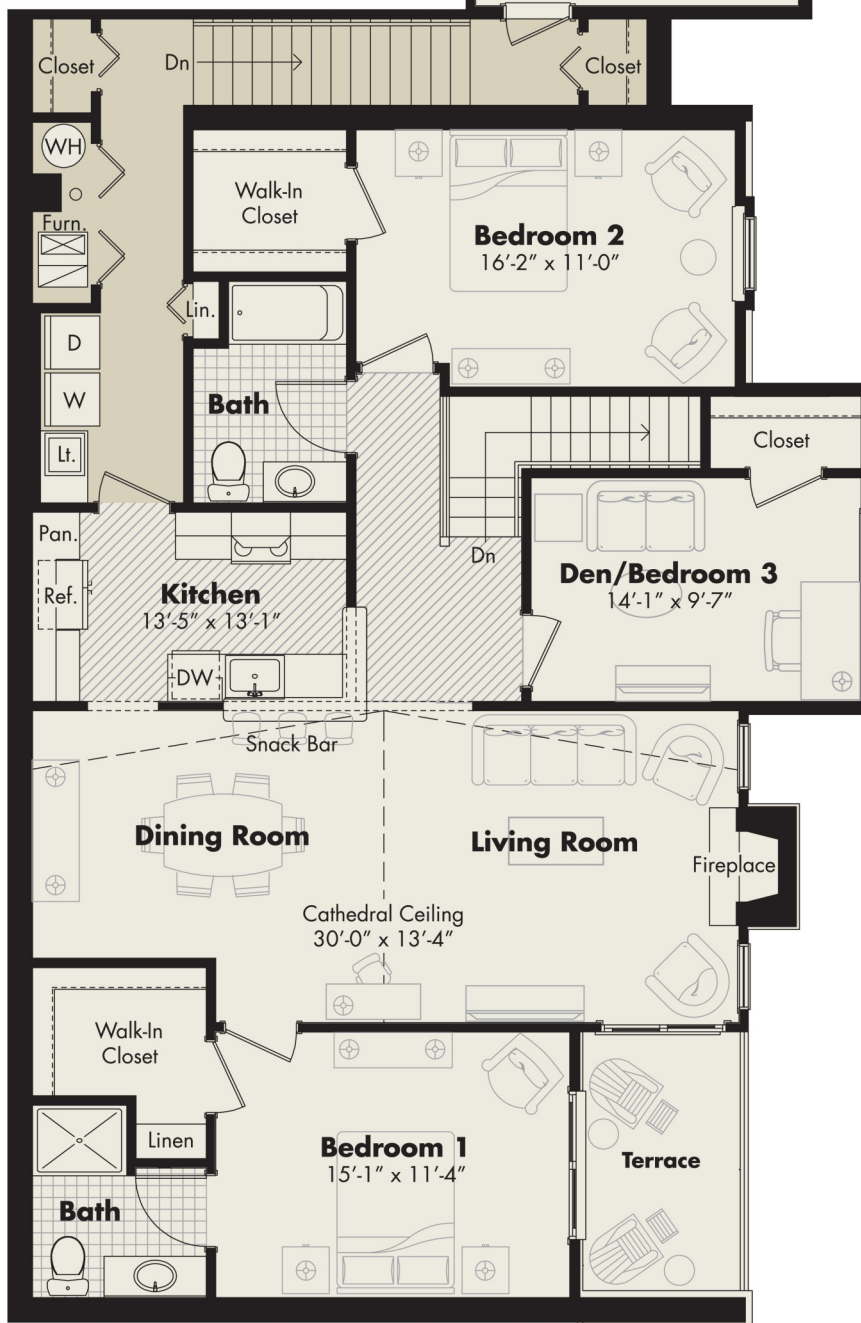 Closet
Dn
Closet
WH
Walk-In
Closet
Furn.
Bedroom 2
16’-2” x 11’-0”
Lin.
D
Bath
W
Closet
Lt.
Pan.
Dn
Den/Bedroom 3
14’-1” x 9’-7”
Ref.
Kitchen
13’-5” x 13’-1”
DW
Snack Bar
Dining Room
Living Room
Fireplace
Cathedral Ceiling
30’-0” x 13’-4”
Walk-In
Closet
Linen
Bedroom 1
15’-1” x 11’-4”
Terrace
Bath